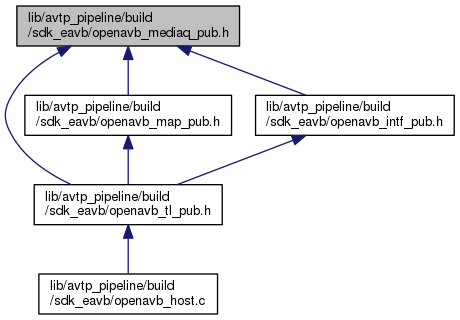 lib/avtp_pipeline/build
/sdk_eavb/openavb_mediaq_pub.h
lib/avtp_pipeline/build
/sdk_eavb/openavb_map_pub.h
lib/avtp_pipeline/build
/sdk_eavb/openavb_intf_pub.h
lib/avtp_pipeline/build
/sdk_eavb/openavb_tl_pub.h
lib/avtp_pipeline/build
/sdk_eavb/openavb_host.c